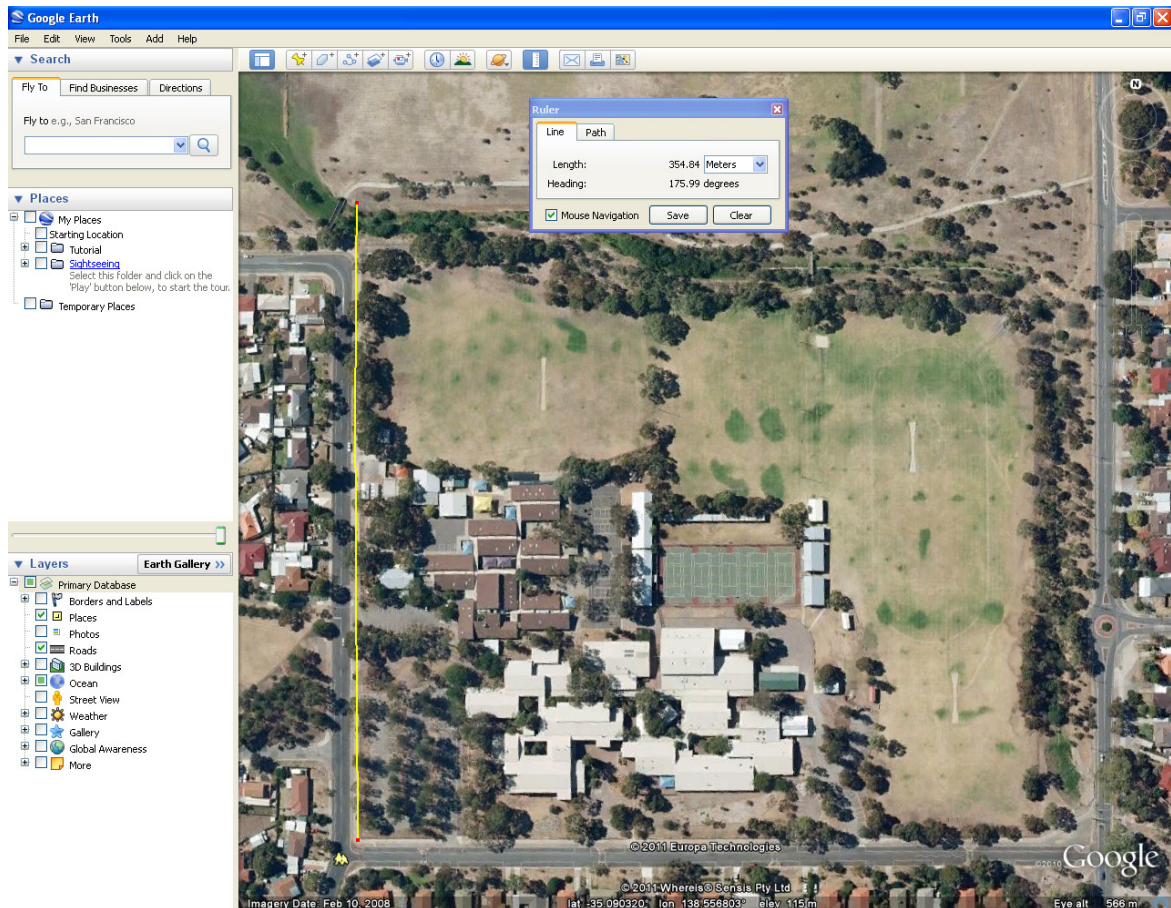 Google Earth
File Edit View Tools Add Help
Search
Fly To Find Businesses Directions
Fly to e.g., San Francisco
Places
My Places
Starting Location
Tutorial
Sightseeing
Select this folder and click on the
'Play' button below, to start the tour.
Temporary Places
Layers Earth Gallery >>
Primary Database
Borders and Labels
Places
Photos
Roads
3D Buildings
Ocean
Street View
Weather
Gallery
Global Awareness
More
N
Ruler
Line Path
Length: 354.84 Meters
Heading: 175.99 degrees
Mouse Navigation Save Clear
©2011 Europa Technologies
©2010 Google
©2011 Whereis® Sensis Pty Ltd
Imagery Date: Feb 10, 2008 lat -35.090320° lon 138.556803° elev 115 m Eye alt 566 m